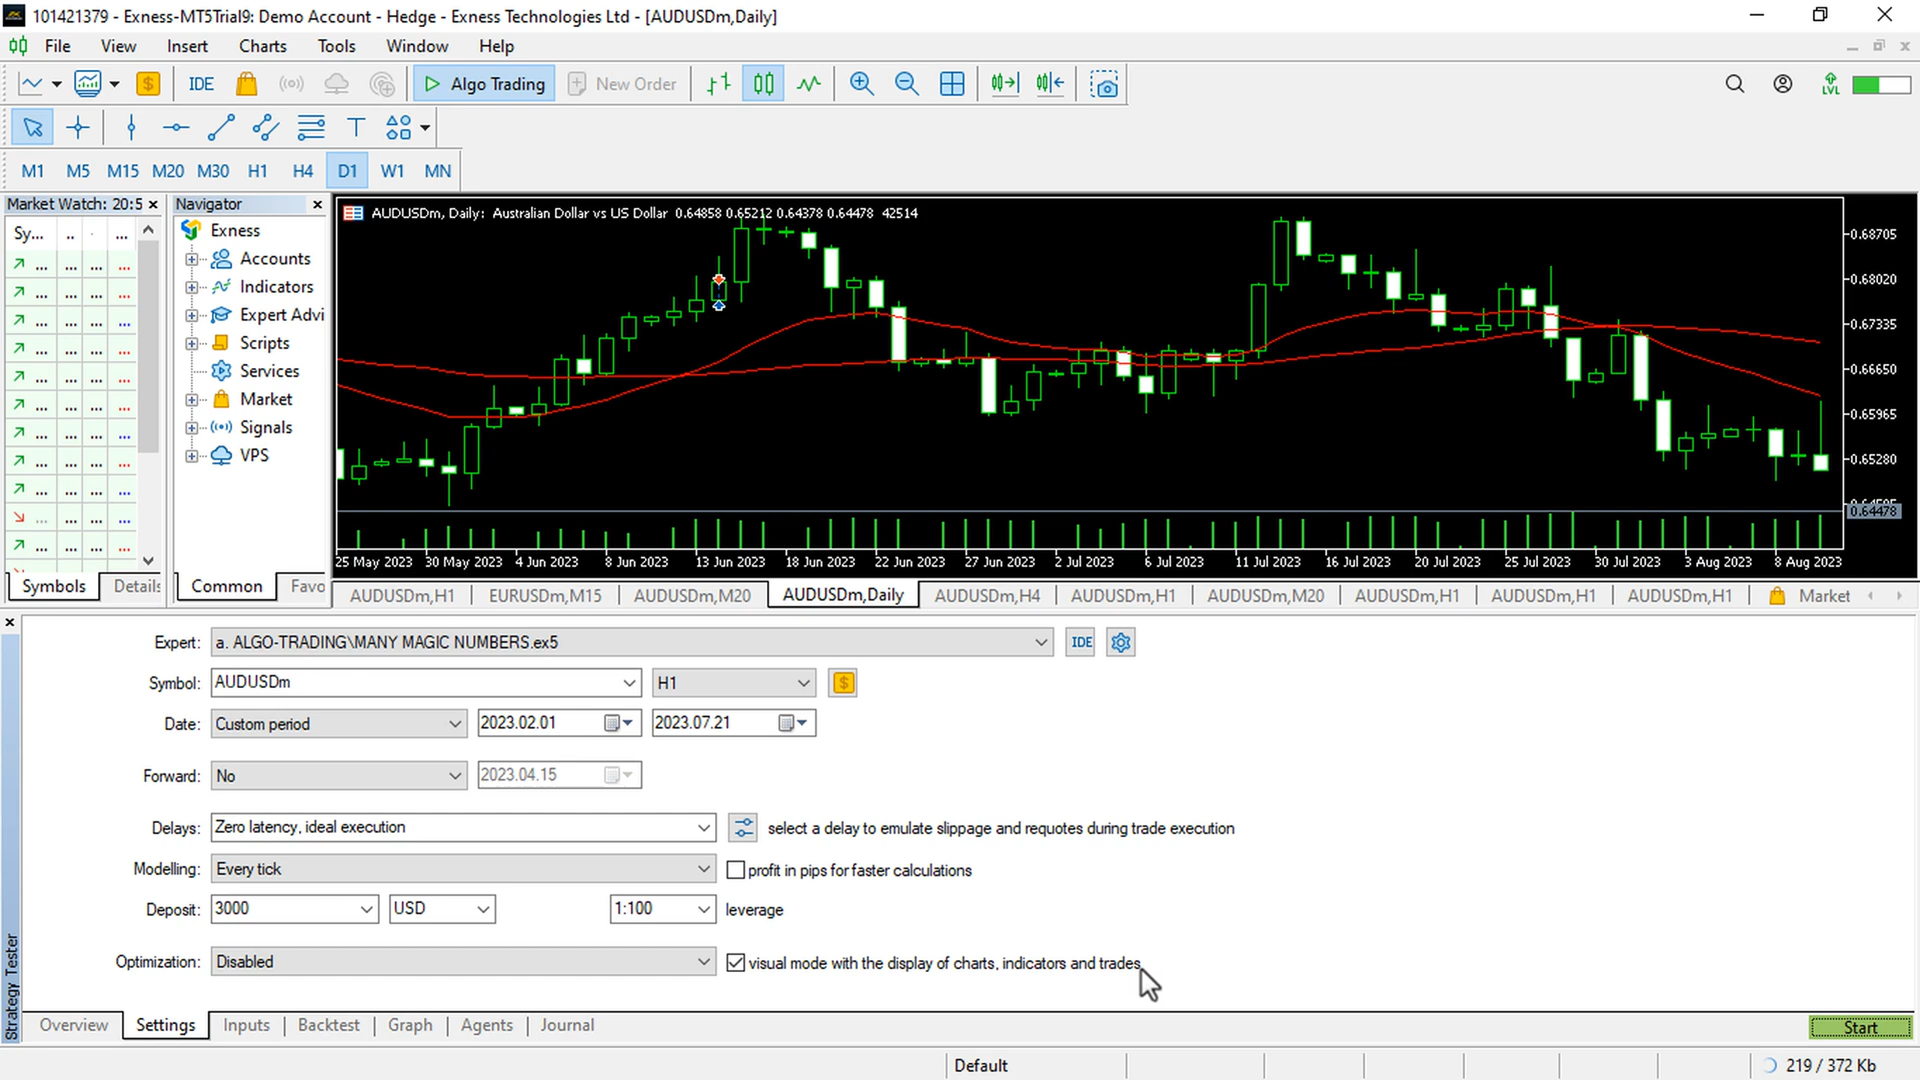 101421379 - Exness-MT5Trial9: Demo Account - Hedge - Exness Technologies Ltd - [AUDUSDm,Daily]
File View Insert Charts Tools Window Help
IDE Algo Trading New Order LVL
T
M1 M5 M15 M20 M30 H1 H4 D1 W1 MN
Market Watch: 20:5
Sy... .. . ...
Symbols Details
Navigator
Exness
Accounts
Indicators
Expert Advi
Scripts
Services
Market
Signals
VPS
Common Favo
AUDUSDm, Daily: Australian Dollar vs US Dollar 0.64858 0.65212 0.64378 0.64478 42514
0.68705
0.68020
0.67335
0.66650
0.65965
0.65280
0.64595
0.64478
25 May 2023 30 May 2023 4 Jun 2023 8 Jun 2023 13 Jun 2023 18 Jun 2023 22 Jun 2023 27 Jun 2023 2 Jul 2023 6 Jul 2023 11 Jul 2023 16 Jul 2023 20 Jul 2023 25 Jul 2023 30 Jul 2023 3 Aug 2023 8 Aug 2023
AUDUSDm,H1 EURUSDm,M15 AUDUSDm,M20 AUDUSDm,Daily AUDUSDm,H4 AUDUSDm,H1 AUDUSDm,M20 AUDUSDm,H1 AUDUSDm,H1 AUDUSDm,H1 Market
Expert: a. ALGO-TRADING\MANY MAGIC NUMBERS.ex5 IDE
Symbol: AUDUSDm H1
Date: Custom period 2023.02.01 2023.07.21
Forward: No 2023.04.15
Delays: Zero latency, ideal execution select a delay to emulate slippage and requotes during trade execution
Modelling: Every tick profit in pips for faster calculations
Deposit: 3000 USD 1:100 leverage
Optimization: Disabled visual mode with the display of charts, indicators and trades
Strategy Tester
Overview Settings Inputs Backtest Graph Agents Journal Start
Default 219 / 372 Kb